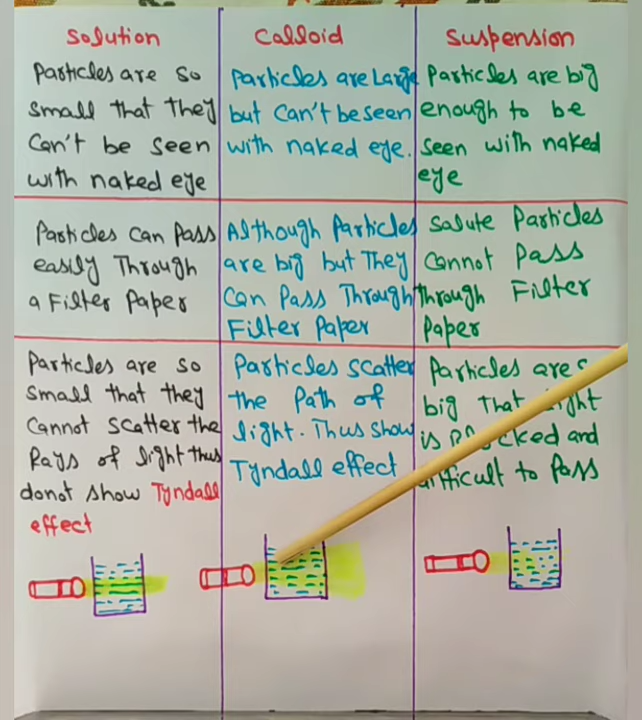 Solution
Particles are so
small that they
Can't be seen
with naked eye
Particles can pass
easily Through
a Filter Paper
Particles are so
small that they
Cannot scatter the
Rays of light thus
donot show Tyndall
effect
Calloid
Particles are Large
but Can't be seen
with naked eye.
Although Particles
are big but They
Can Pass Through
Filter Paper
Particles scatter
the Path of
light. Thus show
Tyndall effect
Suspension
Particles are big
enough to be
seen with naked
eye
Salute Particles
Cannot Pass
through Filter
Paper
Particles are
big That
is and
to Pass